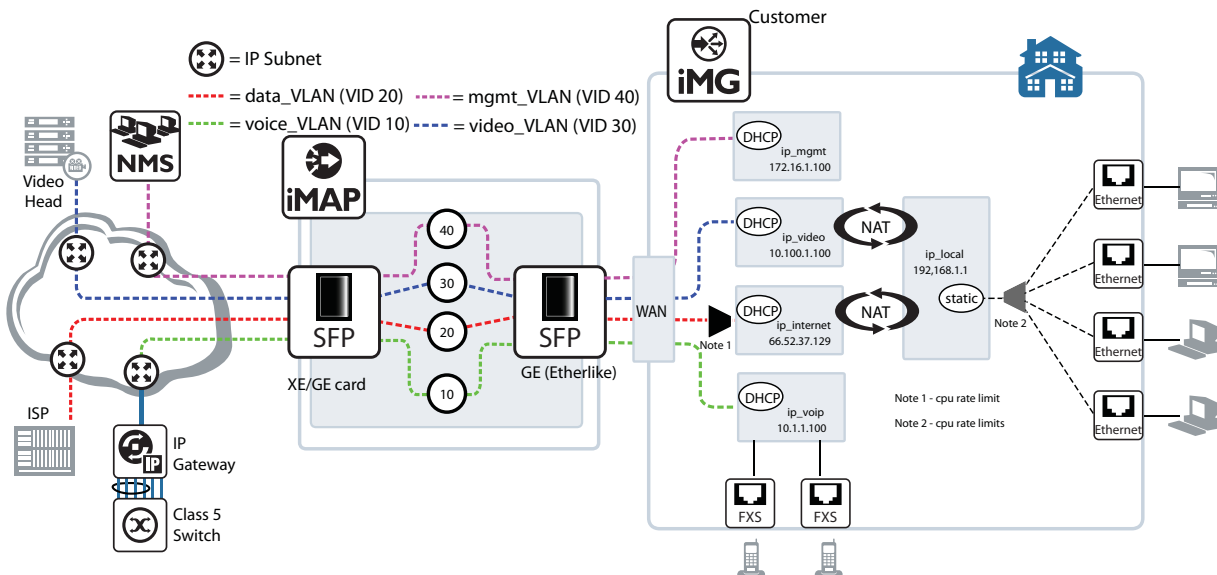 Customer
= IP Subnet
= data_VLAN (VID 20)
= mgmt_VLAN (VID 40)
= voice_VLAN (VID 10)
= video_VLAN (VID 30)
iMG
NMS
Video
Head
iMAP
DHCP
ip_mgmt
172.16.1.100
40
DHCP
ip_video
10.100.1.100
NAT
ip_local
192,168.1.1
static
Note 2
Ethernet
Ethernet
Ethernet
Ethernet
30
SFP
SFP
WAN
20
Note 1
DHCP
ip_internet
66.52.37.129
NAT
XE/GE card
GE (Etherlike)
10
DHCP
ip_voip
10.1.1.100
Note 1 - cpu rate limit
Note 2 - cpu rate limits
ISP
IP
IP
Gateway
Class 5
Switch
FXS
FXS